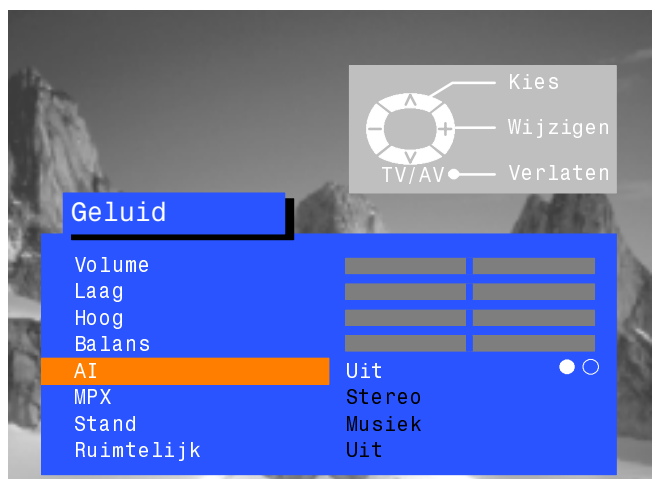 Kies
Wijzigen
TV/AV Verlaten
Geluid
Volume
Laag
Hoog
Balans
AI Uit
MPX Stereo
Stand Musiek
Ruimtelijk Uit